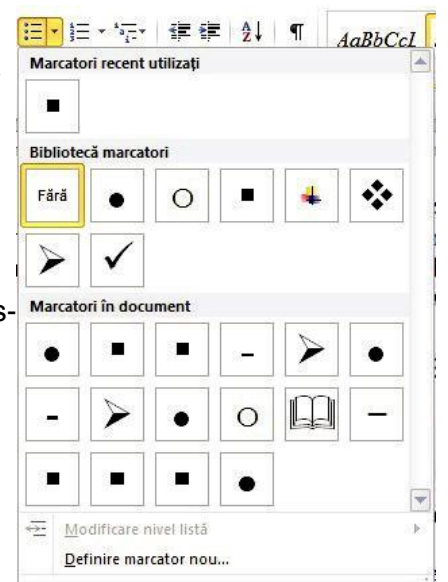 AaBbCcI
Marcatori recent utilizați
Bibliotecă marcatori
Fără
s-
Marcatori în document
Modificare nivel listă
Definire marcator nou...